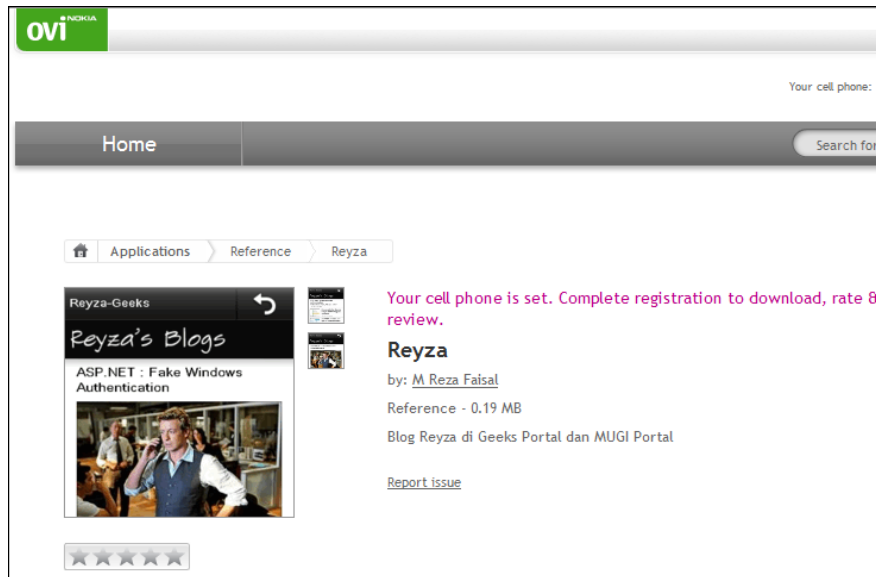 ovi NOKIA
Your cell phone:
Home
Search for
Applications
Reference
Reyza
Reyza-Geeks
Reyza's Blogs
ASP.NET : Fake Windows
Authentication
Your cell phone is set. Complete registration to download, rate &
review.
Reyza
by: M Reza Faisal
Reference - 0.19 MB
Blog Reyza di Geeks Portal dan MUGI Portal
Report issue